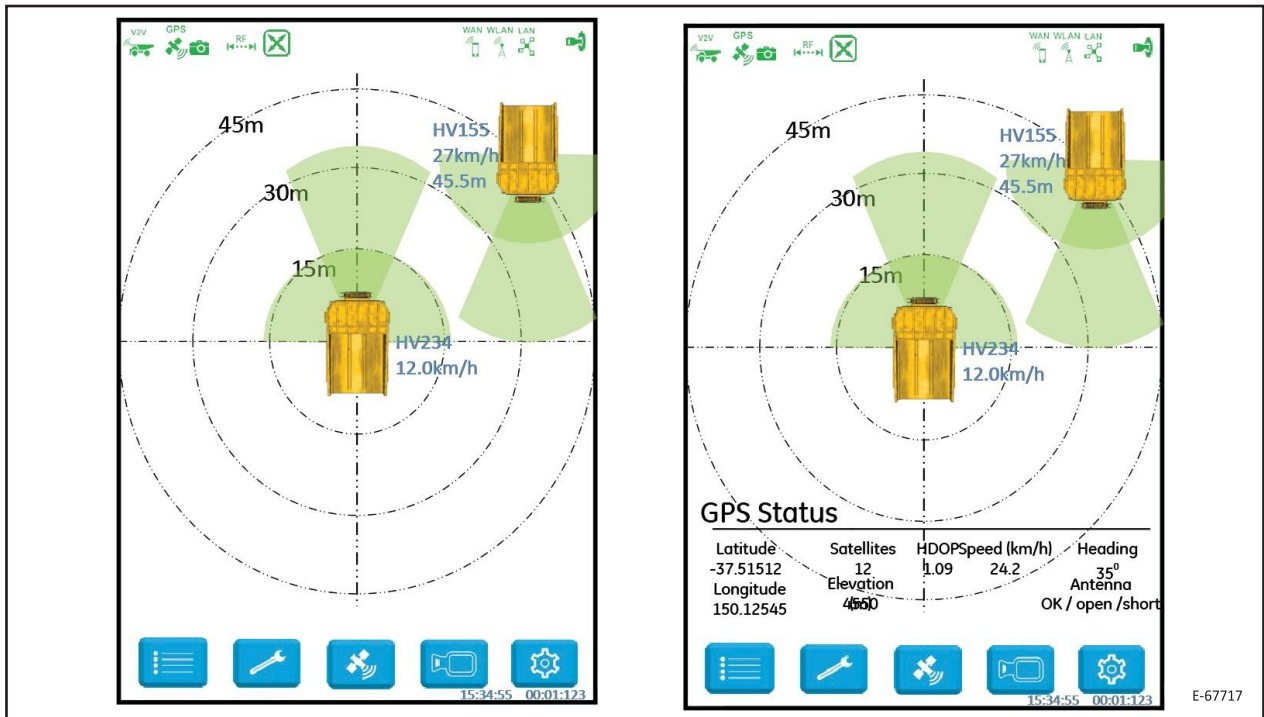 V2V GPS RF WAN WLAN LAN
45m
HV155
27km/h
45.5m
30m
15m
HV234
12.0km/h
15:34:55 00:01:123
V2V GPS RF WAN WLAN LAN
45m
HV155
27km/h
45.5m
30m
15m
HV234
12.0km/h
GPS Status
Latitude Satellites HDOP Speed (km/h) Heading
-37.51512 12 1.09 24.2 35⁰
Longitude Elevation Antenna
150.12545 OK / open /short
15:34:55 00:01:123
E-67717